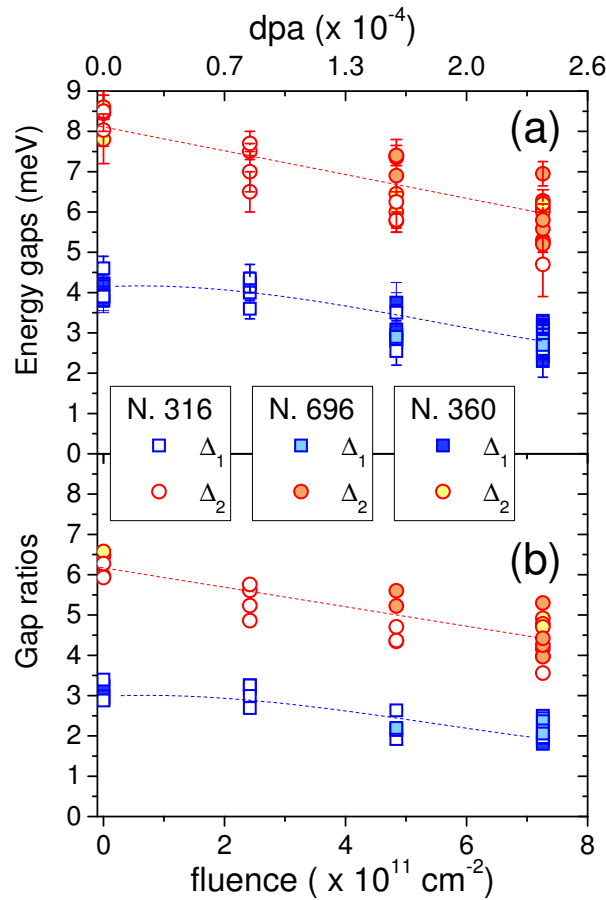 dpa (x 10⁻⁴)
0.0 0.7 1.3 2.0 2.6
9
8
7
6
5
4
3
2
1
0
Energy gaps (meV)
(a)
N. 316
Δ₁
Δ₂
N. 696
Δ₁
Δ₂
N. 360
Δ₁
Δ₂
8
7
6
5
4
3
2
1
0
Gap ratios
(b)
0 2 4 6 8
fluence ( x 10¹¹ cm⁻²)